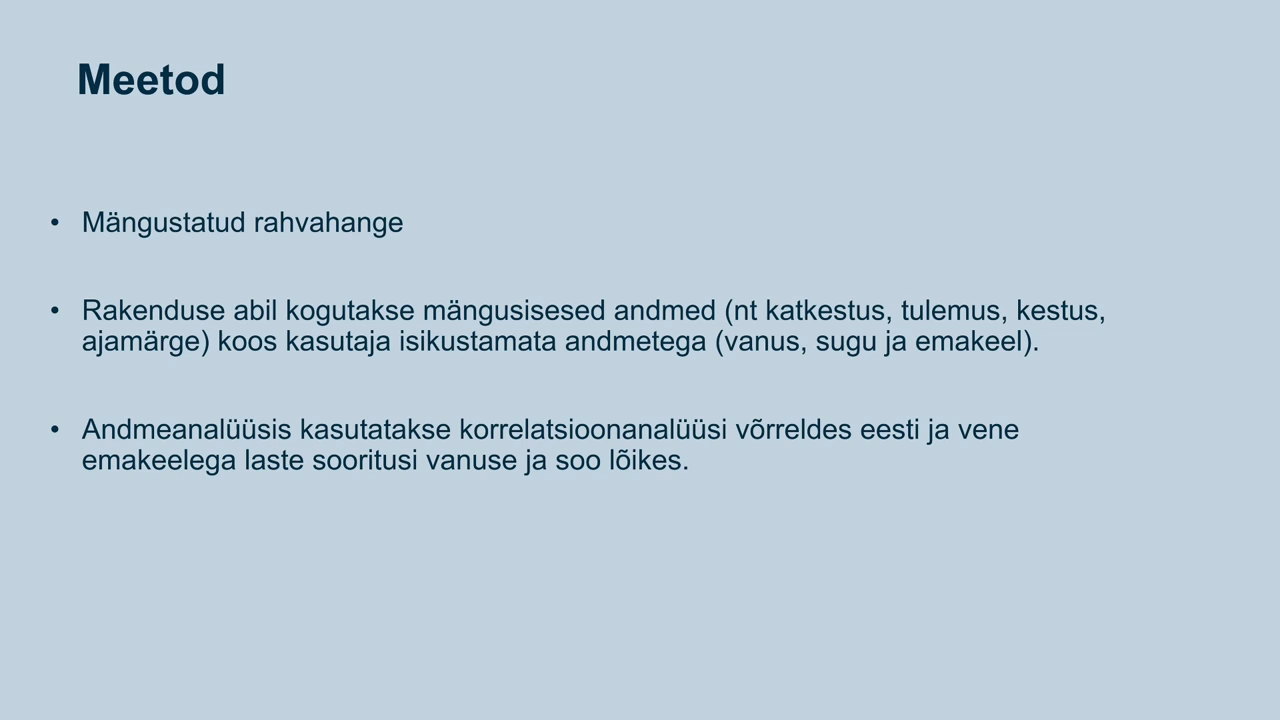 Meetod
• Mängustatud rahvahange
• Rakenduse abil kogutakse mängusisesed andmed (nt katkestus, tulemus, kestus,
ajamärge) koos kasutaja isikustamata andmetega (vanus, sugu ja emakeel).
• Andmeanalüüsis kasutatakse korrelatsioonanalüüsi võrreldes eesti ja vene
emakeelega laste sooritusi vanuse ja soo lõikes.